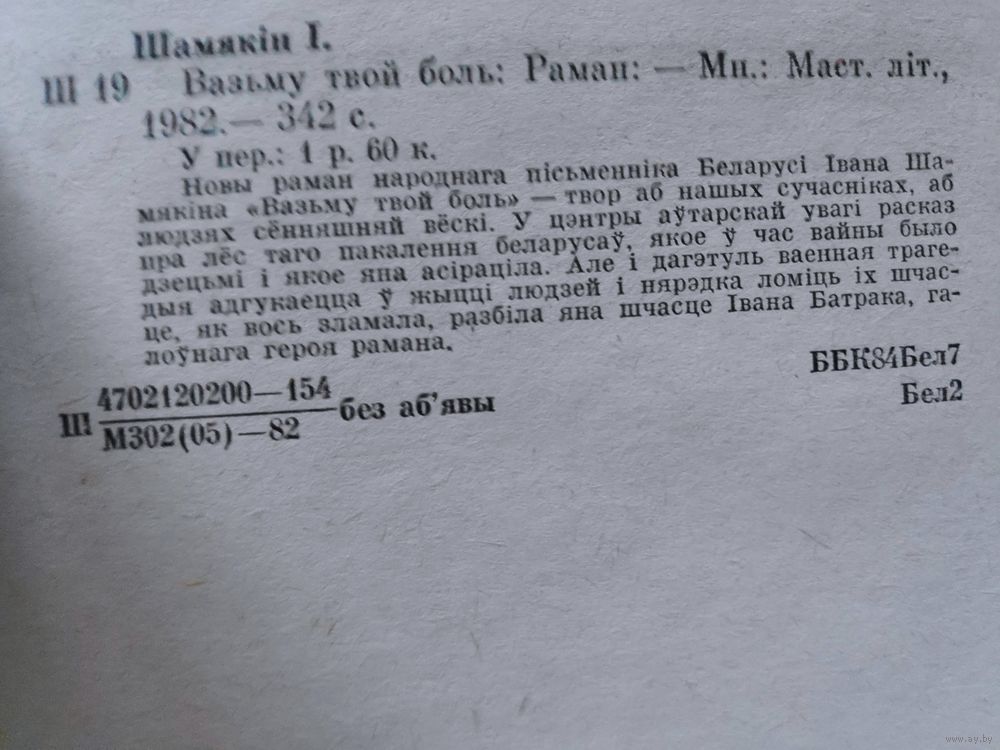 Шамякін І.
Ш 19 Вазьму твой боль: Раман: — Мн.: Маст. літ.,
1982.— 342 с.
У пер.: 1 р. 60 к.
Новы раман народнага пісьменніка Беларусі Івана Ша-
мякіна «Вазьму твой боль» — твор аб нашых сучасніках, аб
людзях сённяшняй вёскі. У цэнтры аўтарскай увагі расказ
пра лёс таго пакалення беларусаў, якое ў час вайны было
дзецьмі і якое яна асіраціла. Але і дагэтуль ваенная траге-
дыя адгукаецца ў жыцці людзей і нярэдка ломіць іх шчас-
це, як вось зламала, разбіла яна шчасце Івана Батрака, га-
лоўнага героя рамана.
Ш 4702120200—154
М302(05)—82 без аб'явы
ББК84Бел7
Бел2
www.ay.by